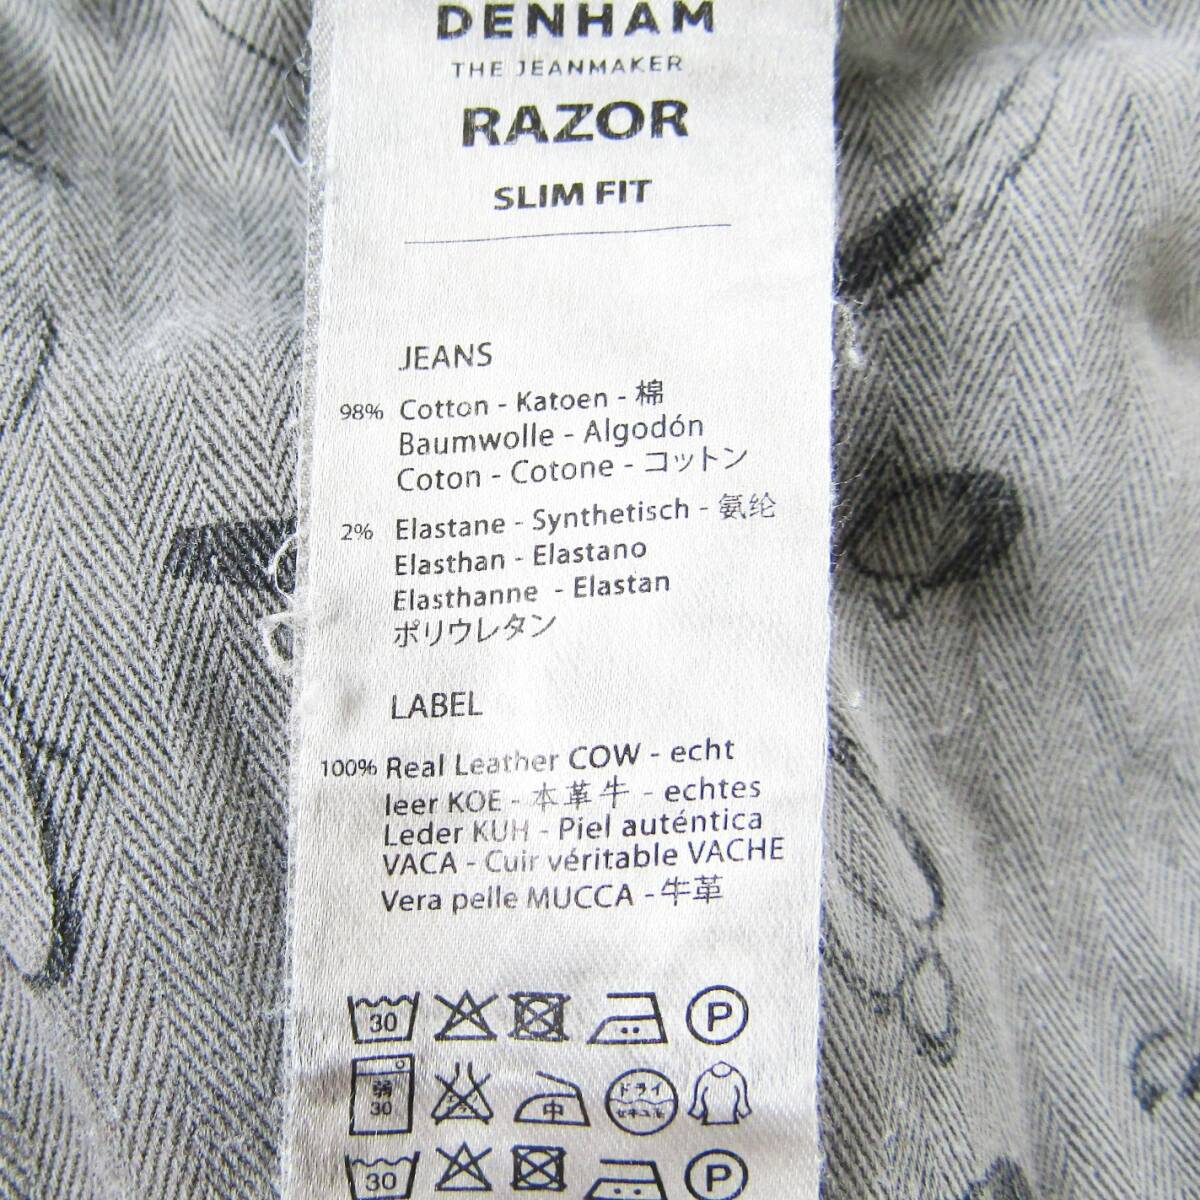 DENHAM
THE JEANMAKER
RAZOR
SLIM FIT
JEANS
98% Cotton - Katoen - 棉
Baumwolle - Algodón
Coton - Cotone - コットン
2% Elastane - Synthetisch - 氨纶
Elasthan - Elastano
Elasthanne - Elastan
ポリウレタン
LABEL
100% Real Leather COW - echt
leer KOE - 本革牛 - echtes
Leder KUH - Piel auténtica
VACA - Cuir véritable VACHE
Vera pelle MUCCA - 牛革
30 P
弱 30 中 ドライ セキユ系
30 P